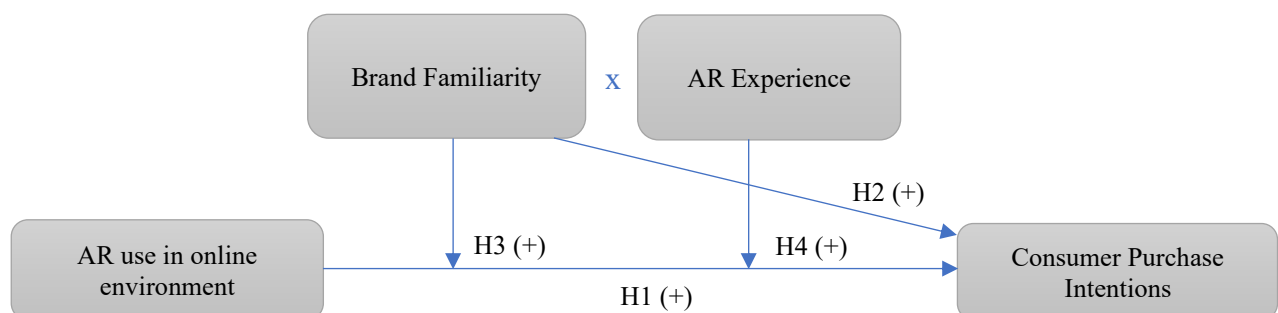 Brand Familiarity
x
AR Experience
H2 (+)
H3 (+)
H4 (+)
AR use in online
environment
Consumer Purchase
Intentions
H1 (+)